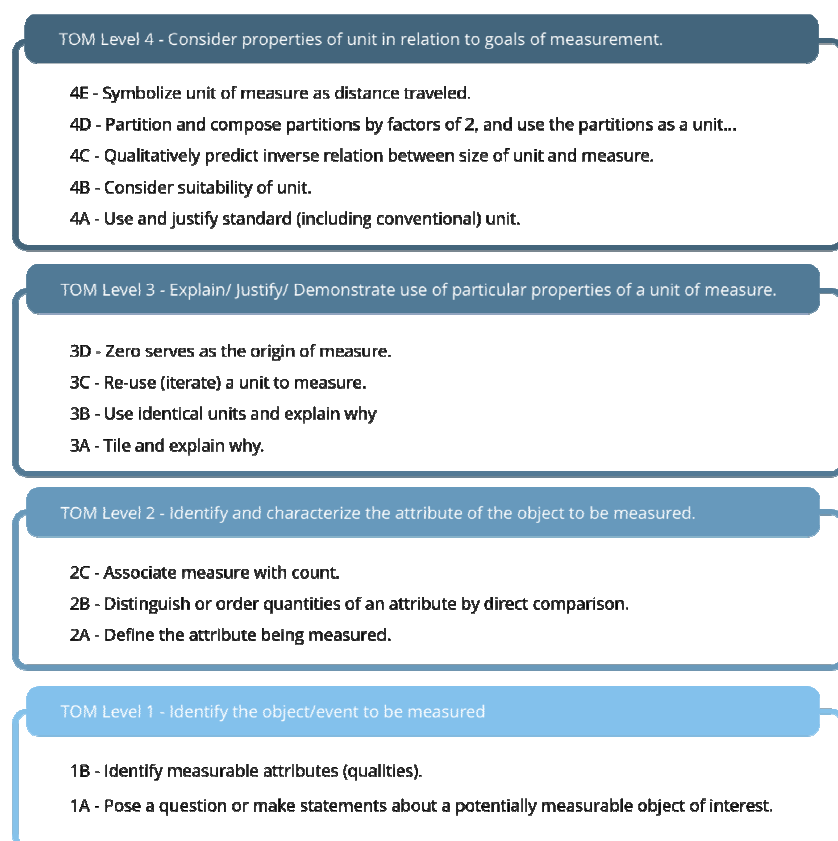 TOM Level 4 - Consider properties of unit in relation to goals of measurement.
4E - Symbolize unit of measure as distance traveled.
4D - Partition and compose partitions by factors of 2, and use the partitions as a unit...
4C - Qualitatively predict inverse relation between size of unit and measure.
4B - Consider suitability of unit.
4A - Use and justify standard (including conventional) unit.
TOM Level 3 - Explain/ Justify/ Demonstrate use of particular properties of a unit of measure.
3D - Zero serves as the origin of measure.
3C - Re-use (iterate) a unit to measure.
3B - Use identical units and explain why
3A - Tile and explain why.
TOM Level 2 - Identify and characterize the attribute of the object to be measured.
2C - Associate measure with count.
2B - Distinguish or order quantities of an attribute by direct comparison.
2A - Define the attribute being measured.
TOM Level 1 - Identify the object/event to be measured
1B - Identify measurable attributes (qualities).
1A - Pose a question or make statements about a potentially measurable object of interest.